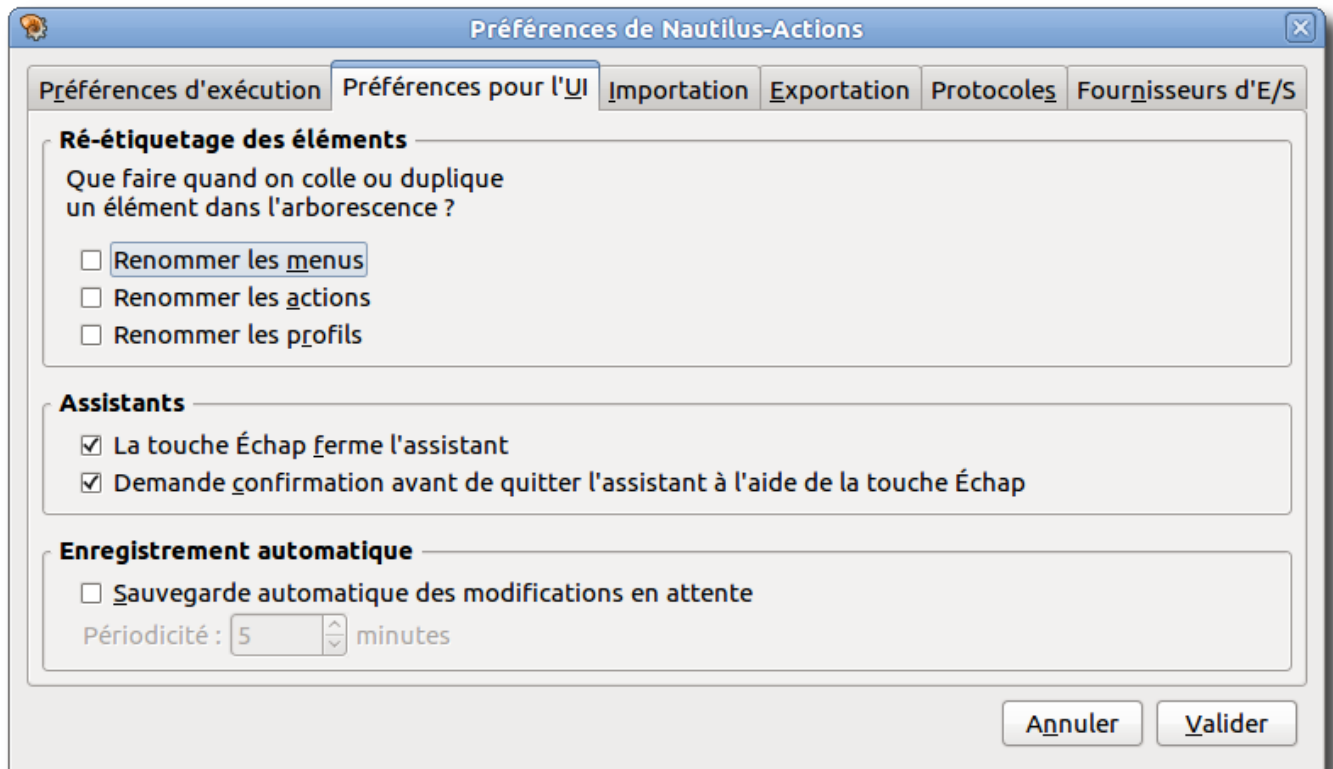 Préférences de Nautilus-Actions
Préférences d'exécution Préférences pour l'UI Importation Exportation Protocoles Fournisseurs d'E/S
Ré-étiquetage des éléments
Que faire quand on colle ou duplique
un élément dans l'arborescence ?
Renommer les menus
Renommer les actions
Renommer les profils
Assistants
La touche Échap ferme l'assistant
Demande confirmation avant de quitter l'assistant à l'aide de la touche Échap
Enregistrement automatique
Sauvegarde automatique des modifications en attente
Périodicité : 5 minutes
Annuler Valider